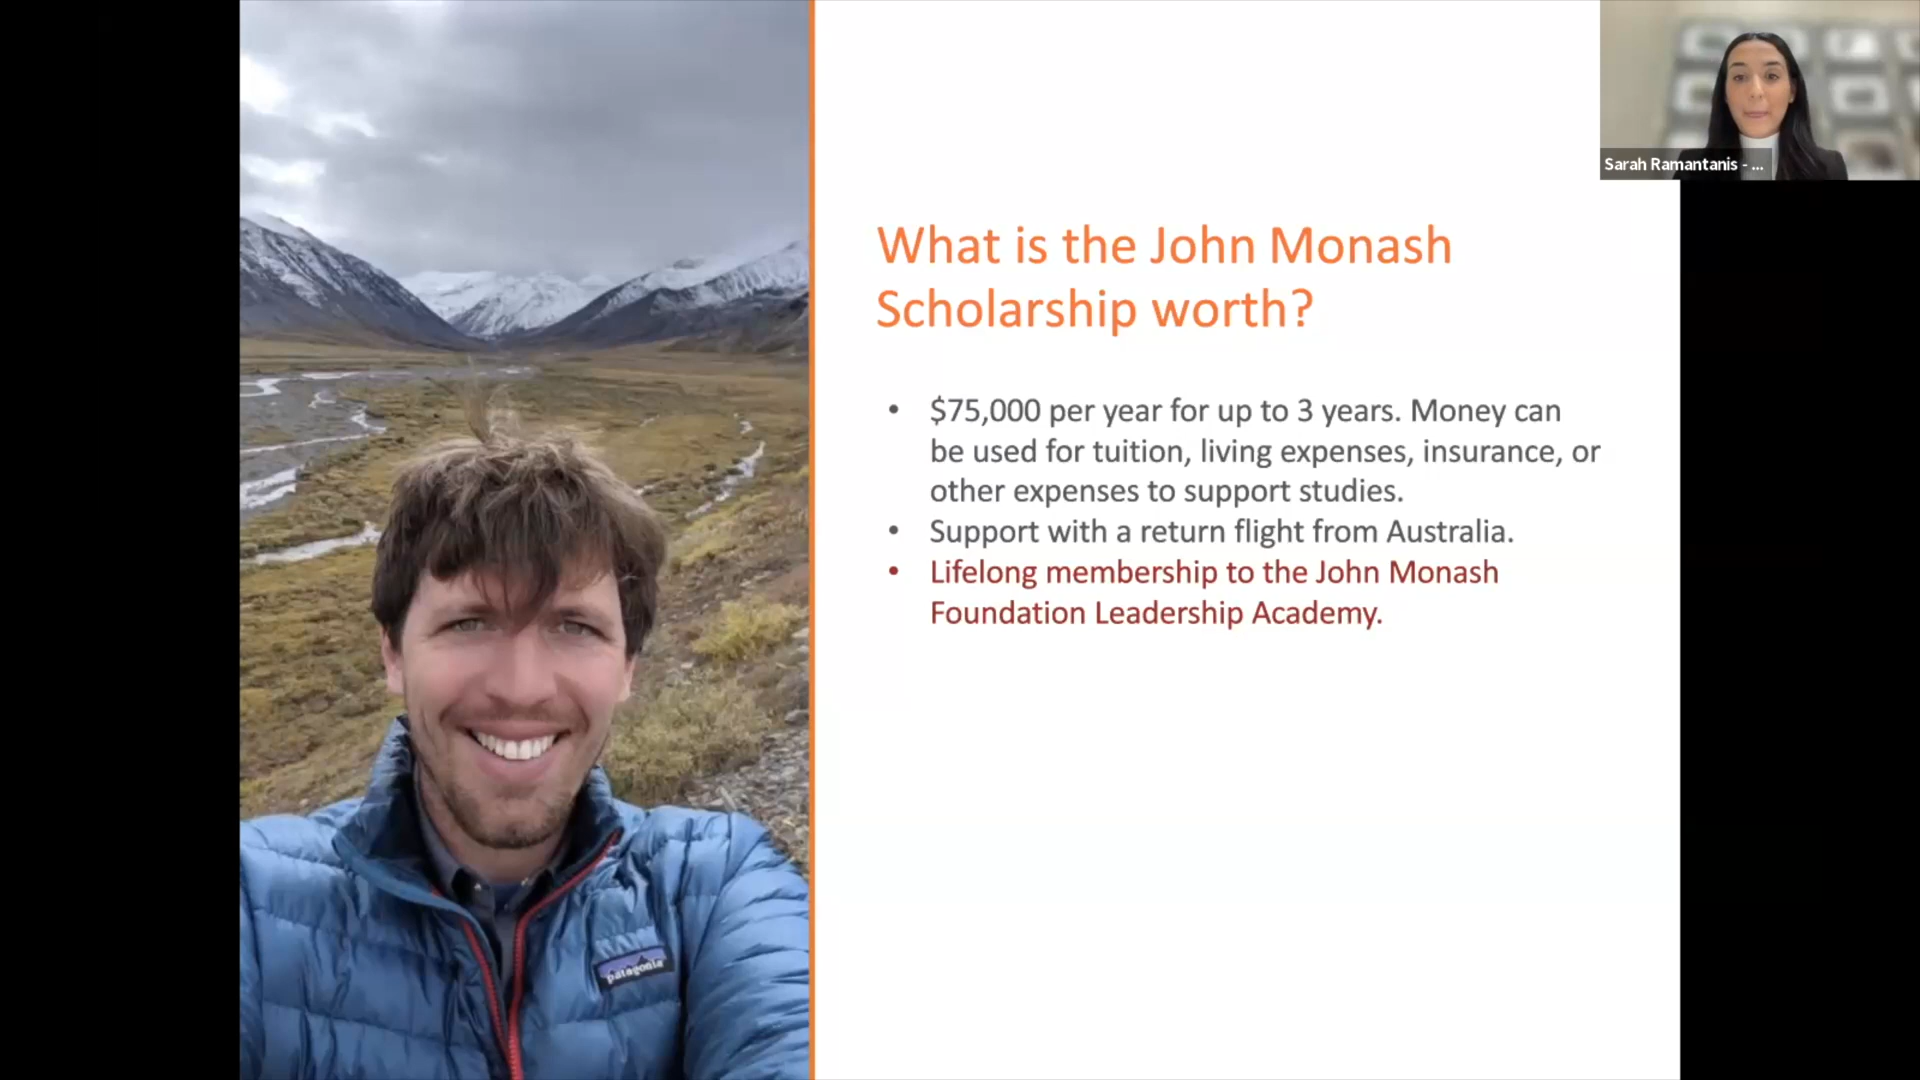 What is the John Monash
Scholarship worth?
• $75,000 per year for up to 3 years. Money can
be used for tuition, living expenses, insurance, or
other expenses to support studies.
• Support with a return flight from Australia.
• Lifelong membership to the John Monash
Foundation Leadership Academy.
Sarah Ramantanis - ...
patagonia